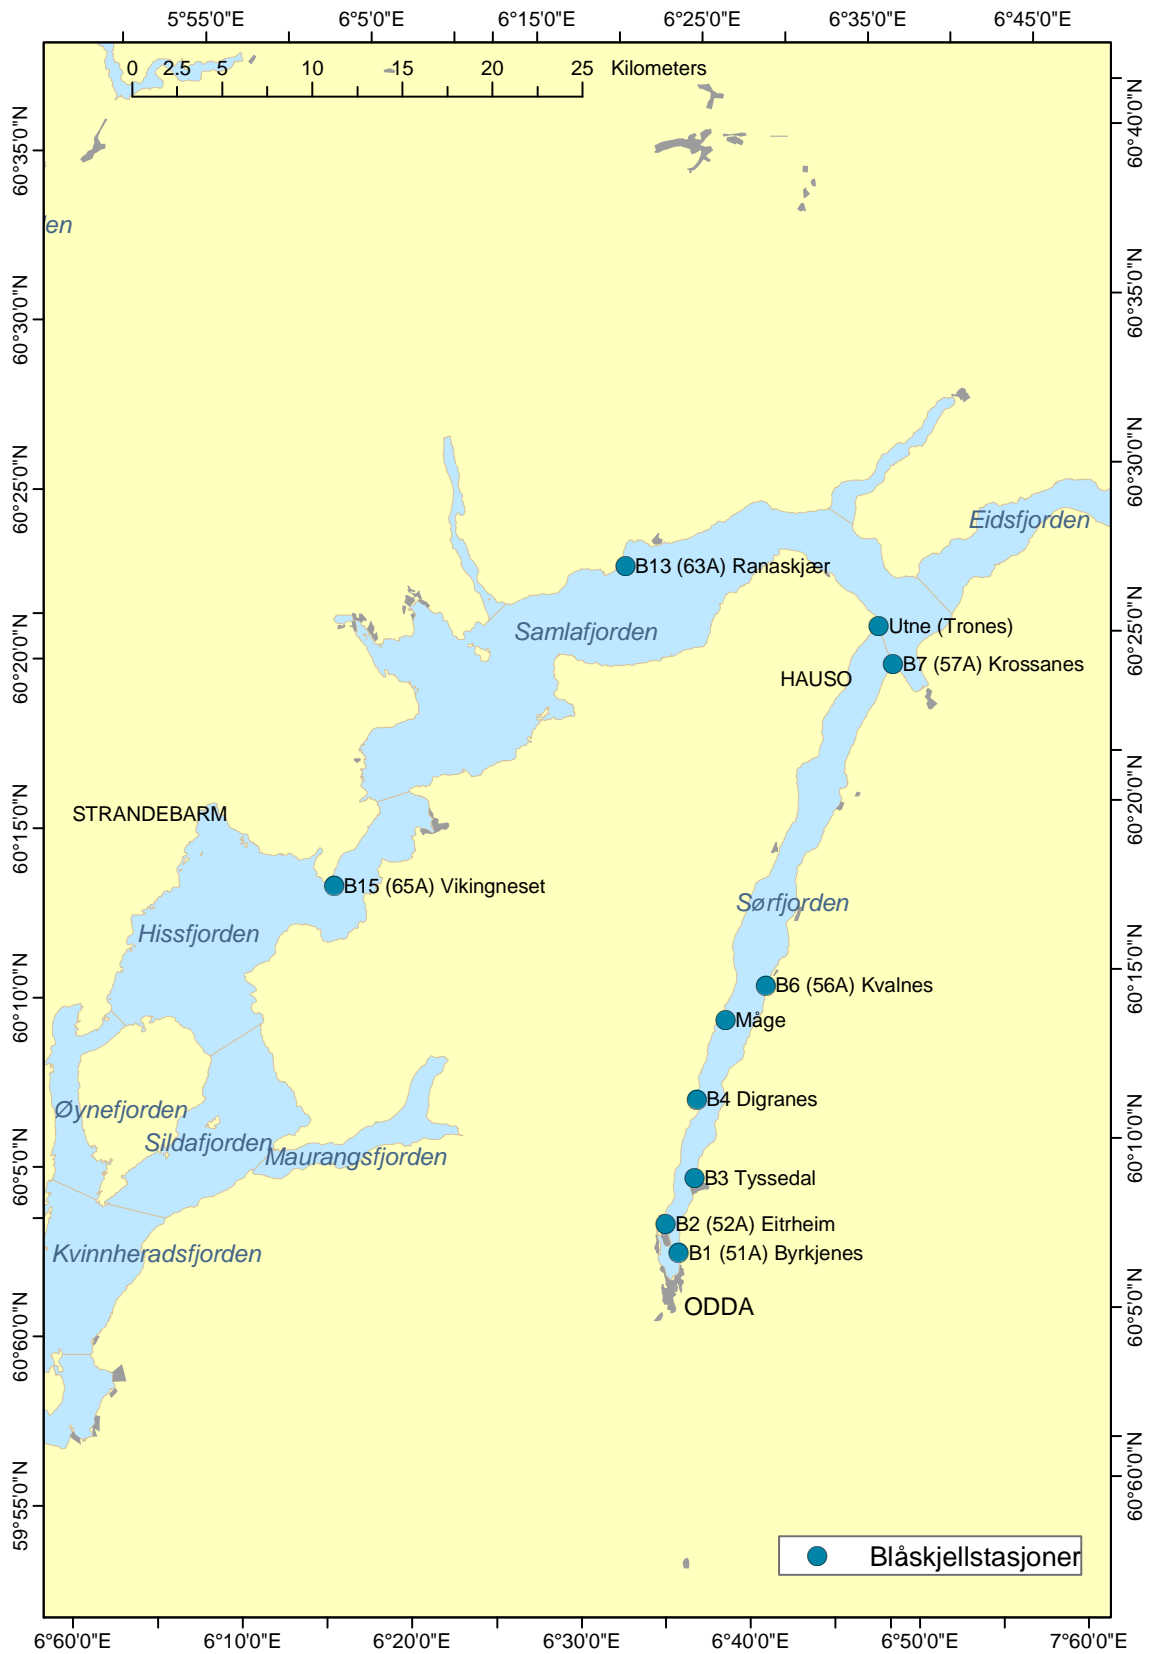 5°55'0"E 6°5'0"E 6°15'0"E 6°25'0"E 6°35'0"E 6°45'0"E
0 2.5 5 10 15 20 25 Kilometers
60°40'0"N
60°35'0"N
den
60°35'0"N
60°30'0"N
60°30'0"N
60°25'0"N
Eidsfjorden
B13 (63A) Ranaskjær
Utne (Trones)
Samlafjorden
60°25'0"N
60°20'0"N
B7 (57A) Krossanes
HAUSO
60°20'0"N
STRANDEBARM
60°15'0"N
B15 (65A) Vikingneset
Sørfjorden
Hissfjorden
60°15'0"N
B6 (56A) Kvalnes
60°10'0"N
Måge
B4 Digranes
Øynefjorden
60°10'0"N
Sildafjorden
Maurangsfjorden
60°5'0"N
B3 Tyssedal
B2 (52A) Eitrheim
Kvinnheradsfjorden
B1 (51A) Byrkjenes
ODDA
60°5'0"N
60°60'0"N
60°60'0"N
59°55'0"N
Blåskjellstasjoner
6°60'0"E 6°10'0"E 6°20'0"E 6°30'0"E 6°40'0"E 6°50'0"E 7°60'0"E